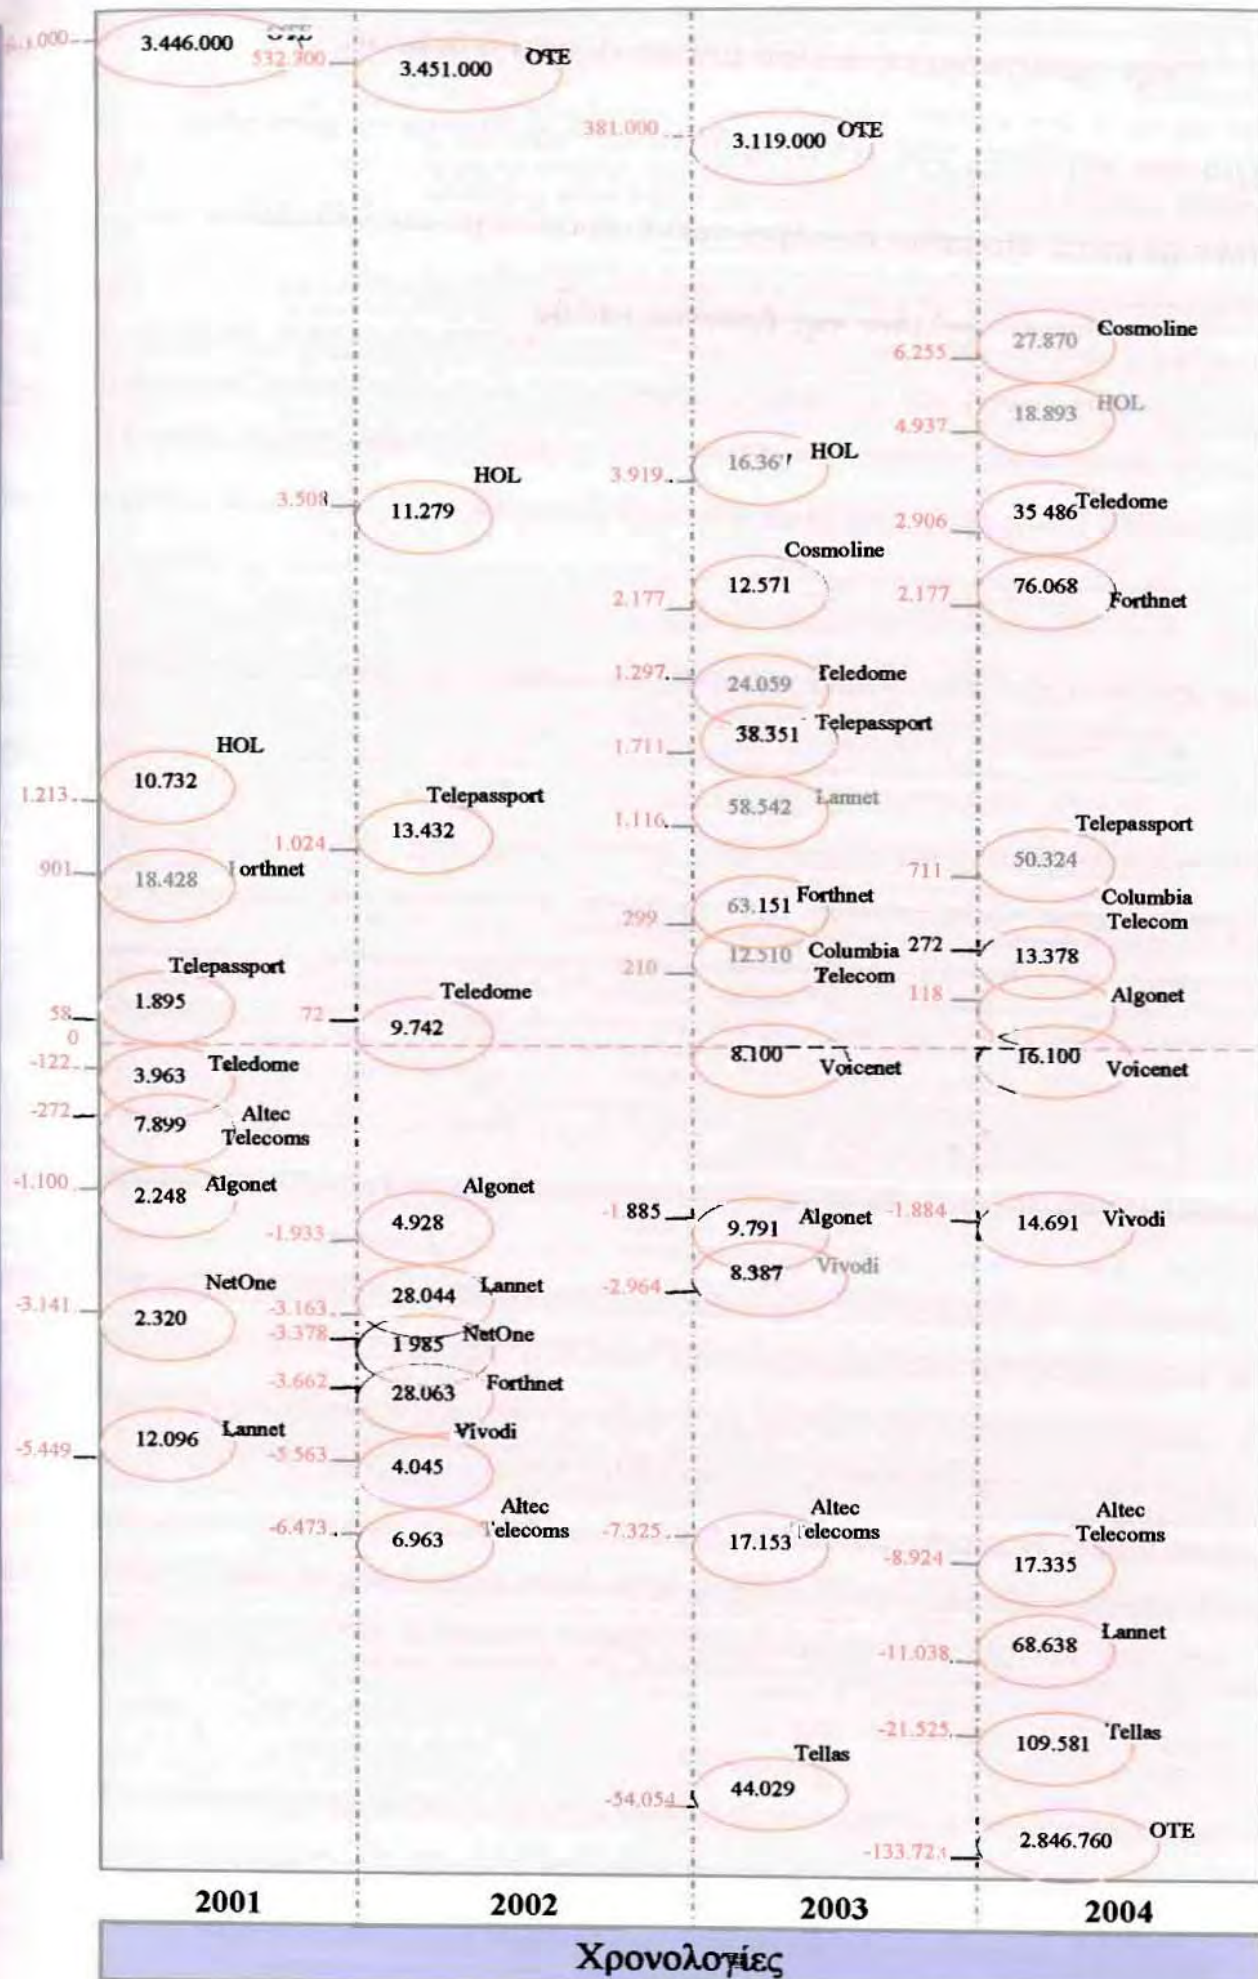 3.446.000
532.300
3.451.000
OTE
381.000
3.119.000
OTE
6.255
27.870
Cosmoline
4.937
18.893
HOL
3.508
11.279
HOL
3.919
HOL
2.906
35 486
Teledome
Cosmoline
2.177
12.571
2.177
76.068
Forthnet
1.297
24.059
Teledome
1.711
38.351
Telepassport
HOL
1.213
10.732
Telepassport
1.024
13.432
1.116
58.542
Lannet
Telepassport
711
50.324
901
18.428
orthnet
299
63.151
Forthnet
210
12.510
Columbia
Telecom
Columbia
Telecom
272
13.378
Telepassport
58
1.895
Teledome
72
9.742
118
Algonet
0
8.100
Voicenet
16.100
Voicenet
-122
3.963
Teledome
-272
7.899
Altec
Telecoms
-1.100
2.248
Algonet
Algonet
-1.933
4.928
-1.885
9.791
Algonet
-1.884
14.691
Vivodi
-2.964
8.387
Vivodi
NetOne
-3.141
2.320
-3.163
28.044
Lannet
-3.378
1 985
NetOne
-3.662
28.063
Forthnet
-5.449
12.096
Lannet
Vivodi
-5.563
4.045
Altec
Telecoms
-6.473
6.963
Altec
Telecoms
-7.325
17.153
Altec
Telecoms
-8.924
17.335
-11.038
68.638
Lannet
-21.525
109.581
Tellas
Tellas
-54.054
44.029
2.846.760
OTE
2001
2002
2003
2004
Χρονολογίες